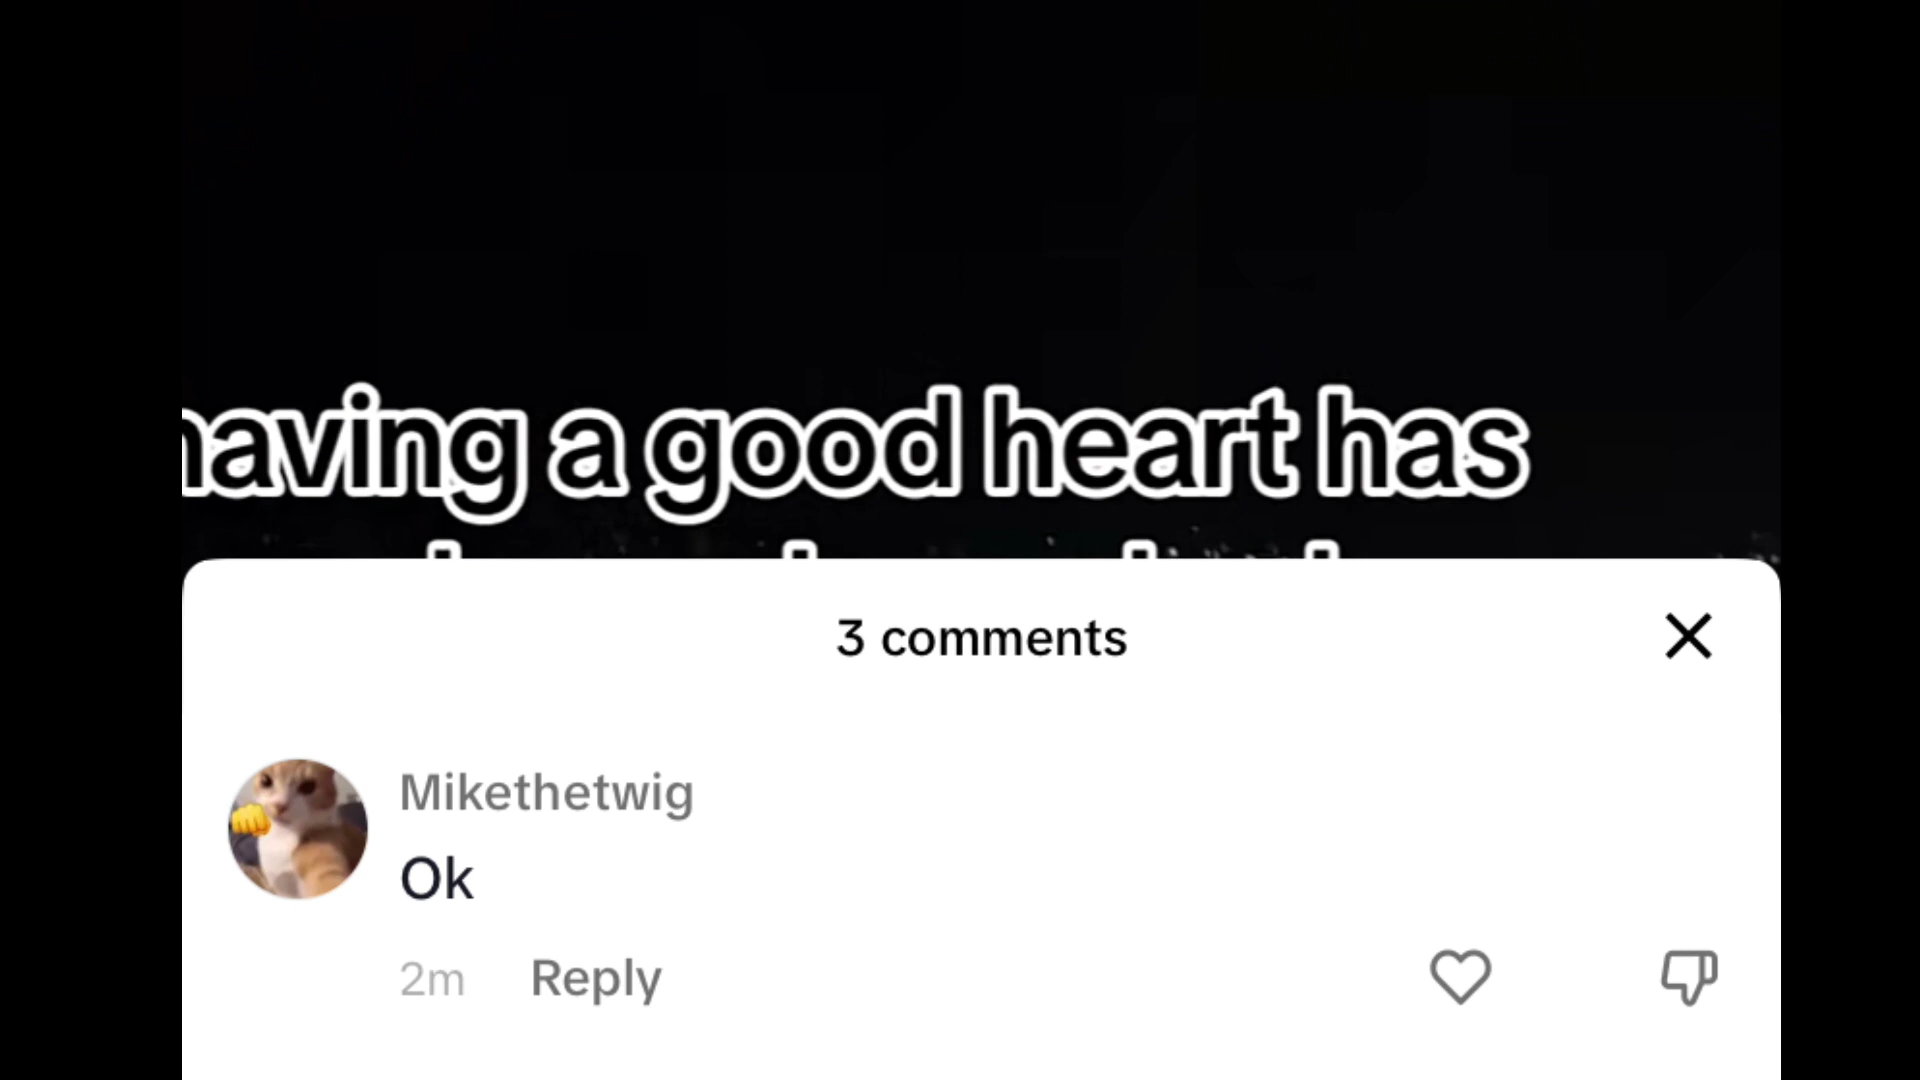 having a good heart has
3 comments
Mikethetwig
Ok
2m Reply